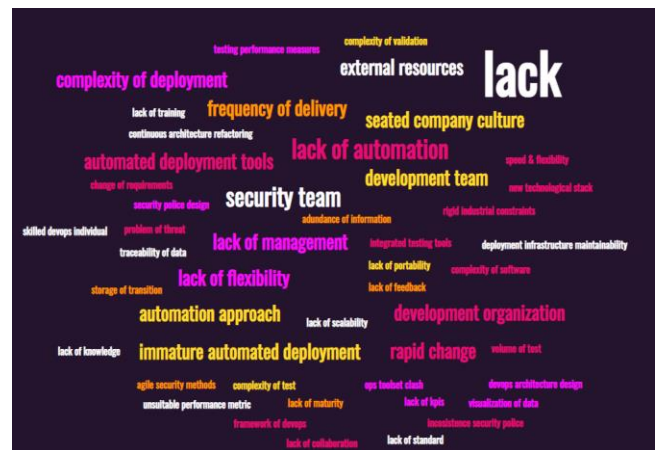 complexity of validation
testing performance measures
external resources
lack
complexity of deployment
lack of training
frequency of delivery
seated company culture
continuous architecture refactoring
lack of automation
automated deployment tools
speed & flexibility
development team
change of requirements
new technological stack
security team
security police design
rigid industrial constraints
adundance of information
skilled devops individual
problem of threat
lack of management
integrated testing tools
deployment infrastructure maintainability
traceability of data
lack of portability
complexity of software
lack of flexibility
storage of transition
lack of feedback
automation approach
lack of scalability
development organization
lack of knowledge
immature automated deployment
rapid change
volume of test
agile security methods
complexity of test
ops toolset clash
devops architecture design
unsuitable performance metric
lack of maturity
lack of kpis
visualization of data
framework of devops
inconsistence security police
lack of collaboration
lack of standard